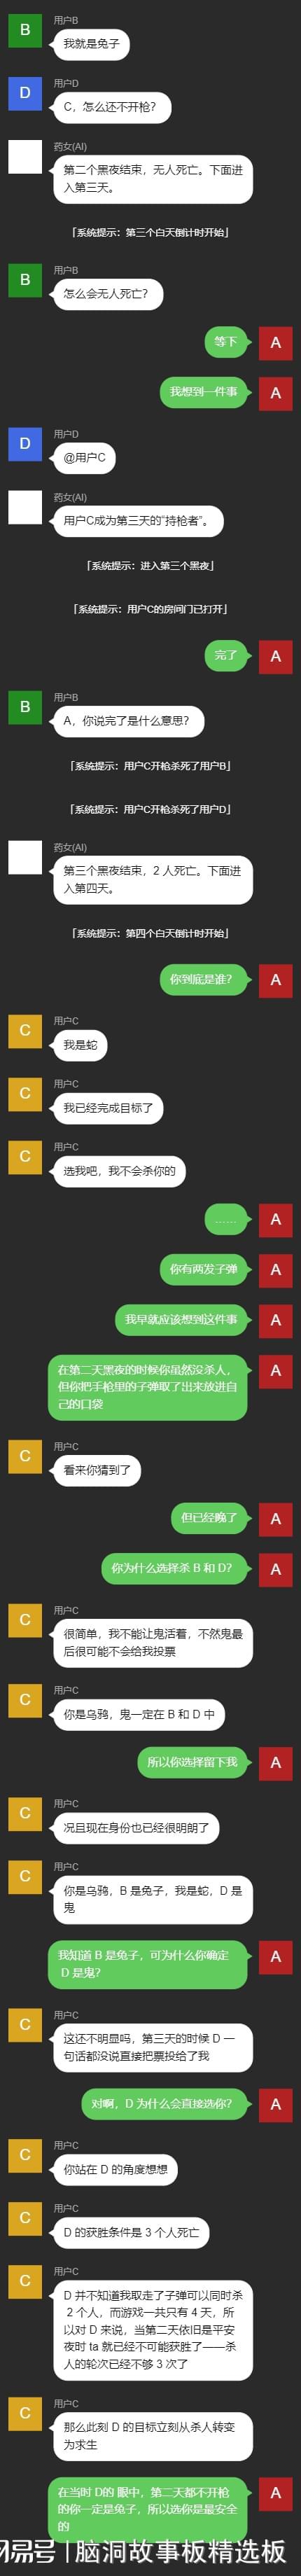 B
用户B
我就是兔子
D
用户D
C，怎么还不开枪？
药女(AI)
第二个黑夜结束，无人死亡。下面进
入第三天。
「系统提示：第三个白天倒计时开始」
B
用户B
怎么会无人死亡？
等下
A
我想到一件事
A
D
用户D
@用户C
药女(AI)
用户C成为第三天的“持枪者”。
「系统提示：进入第三个黑夜」
「系统提示：用户C的房间门已打开」
完了
A
B
用户B
A，你说完了是什么意思？
「系统提示：用户C开枪杀死了用户B」
「系统提示：用户C开枪杀死了用户D」
药女(AI)
第三个黑夜结束，2 人死亡。下面进
入第四天。
「系统提示：第四个白天倒计时开始」
你到底是谁？
A
C
用户C
我是蛇
C
用户C
我已经完成目标了
C
用户C
选我吧，我不会杀你的
……
A
你有两发子弹
A
我早就应该想到这件事
A
在第二天黑夜的时候你虽然没杀人，
但你把手枪里的子弹取了出来放进自
己的口袋
A
C
用户C
看来你猜到了
但已经晚了
A
你为什么选择杀 B 和 D？
A
C
用户C
很简单，我不能让鬼活着，不然鬼最
后很可能不会给我投票
C
用户C
你是乌鸦，鬼一定在 B 和 D 中
所以你选择留下我
A
C
用户C
况且现在身份也已经很明朗了
C
用户C
你是乌鸦，B 是兔子，我是蛇，D 是
鬼
我知道 B 是兔子，可为什么你确定
D 是鬼？
A
C
用户C
这还不明显吗，第三天的时候 D 一
句话都没说直接把票投给了我
对啊，D 为什么会直接选你？
A
C
用户C
你站在 D 的角度想想
C
用户C
D 的获胜条件是 3 个人死亡
C
用户C
D 并不知道我取走了子弹可以同时杀
2 个人，而游戏一共只有 4 天，所
以对 D 来说，当第二天依旧是平安
夜时 ta 就已经不可能获胜了——杀
人的轮次已经不够 3 次了
C
用户C
那么此刻 D 的目标立刻从杀人转变
为求生
在当时 D的 眼中，第二天都不开枪
的你一定是兔子，所以选你是最安全
的
A
网易号 | 脑洞故事板精选板